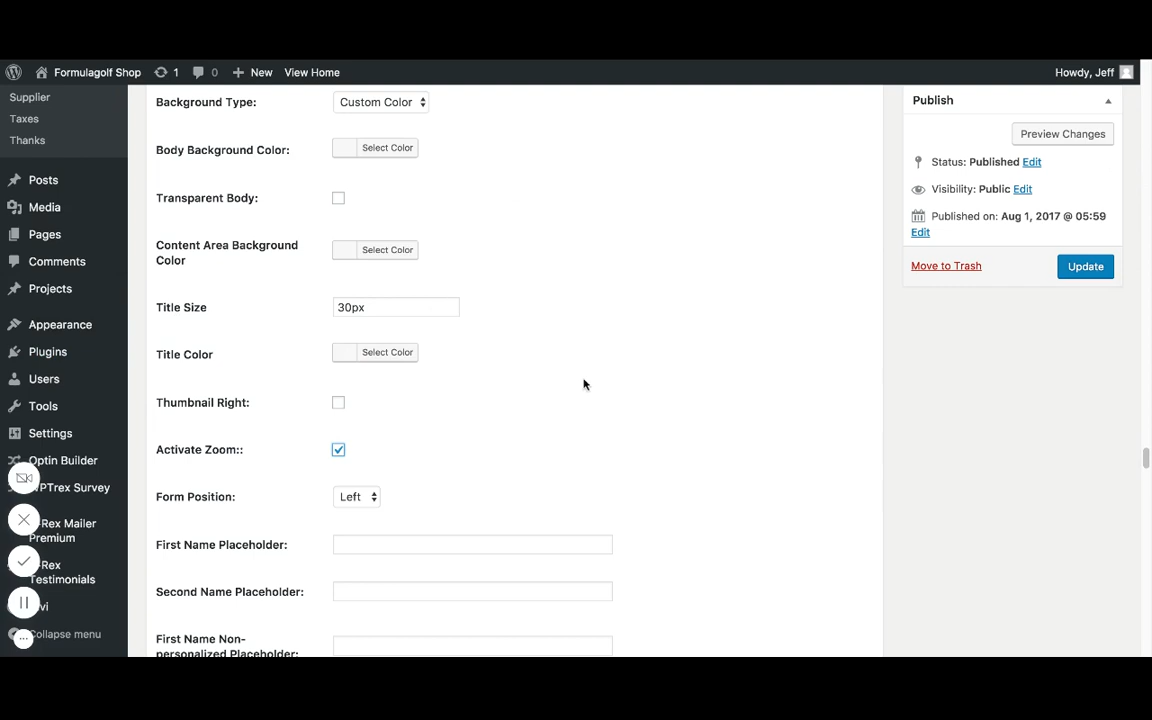 Formulagolf Shop 1 0 New View Home Howdy, Jeff
Supplier
Taxes
Thanks
Posts
Media
Pages
Comments
Projects
Appearance
Plugins
Users
Tools
Settings
Optin Builder
PTrex Survey
Rex Mailer
Premium
Rex
Testimonials
vi
Collapse menu
Background Type: Custom Color
Body Background Color: Select Color
Transparent Body:
Content Area Background
Color
Select Color
Title Size 30px
Title Color Select Color
Thumbnail Right:
Activate Zoom::
Form Position: Left
First Name Placeholder:
Second Name Placeholder:
First Name Non-
personalized Placeholder:
Publish
Preview Changes
Status: Published Edit
Visibility: Public Edit
Published on: Aug 1, 2017 @ 05:59
Edit
Move to Trash Update